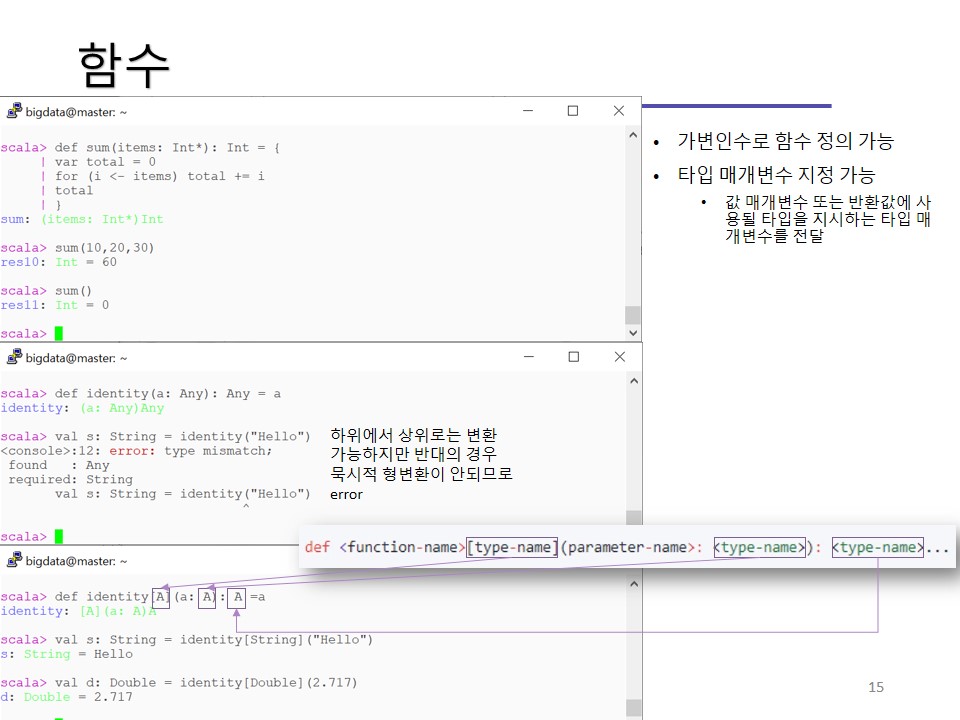 함수
bigdata@master: ~
scala> def sum(items: Int*): Int = {
| var total = 0
| for (i <- items) total += i
| total
| }
sum: (items: Int*)Int
scala> sum(10,20,30)
res10: Int = 60
scala> sum()
res11: Int = 0
scala>
• 가변인수로 함수 정의 가능
• 타입 매개변수 지정 가능
• 값 매개변수 또는 반환값에 사
용될 타입을 지시하는 타입 매
개변수를 전달
bigdata@master: ~
scala> def identity(a: Any): Any = a
identity: (a: Any)Any
scala> val s: String = identity("Hello")
<console>:12: error: type mismatch;
found   : Any
required: String
val s: String = identity("Hello")
^
scala>
하위에서 상위로는 변환
가능하지만 반대의 경우
묵시적 형변환이 안되므로
error
def <function-name>[type-name](parameter-name>: <type-name>): <type-name>...
bigdata@master: ~
scala> def identity[A](a: A): A =a
identity: [A](a: A)A
scala> val s: String = identity[String]("Hello")
s: String = Hello
scala> val d: Double = identity[Double](2.717)
d: Double = 2.717
15